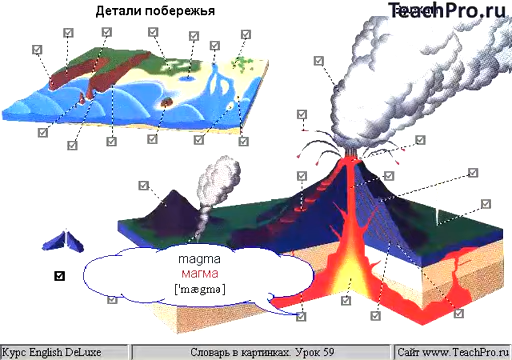 Детали побережья
TeachPro.ru
magma
магма
['mægmə]
Курс English DeLuxe
Словарь в картинках. Урок 59
Сайт www.TeachPro.ru